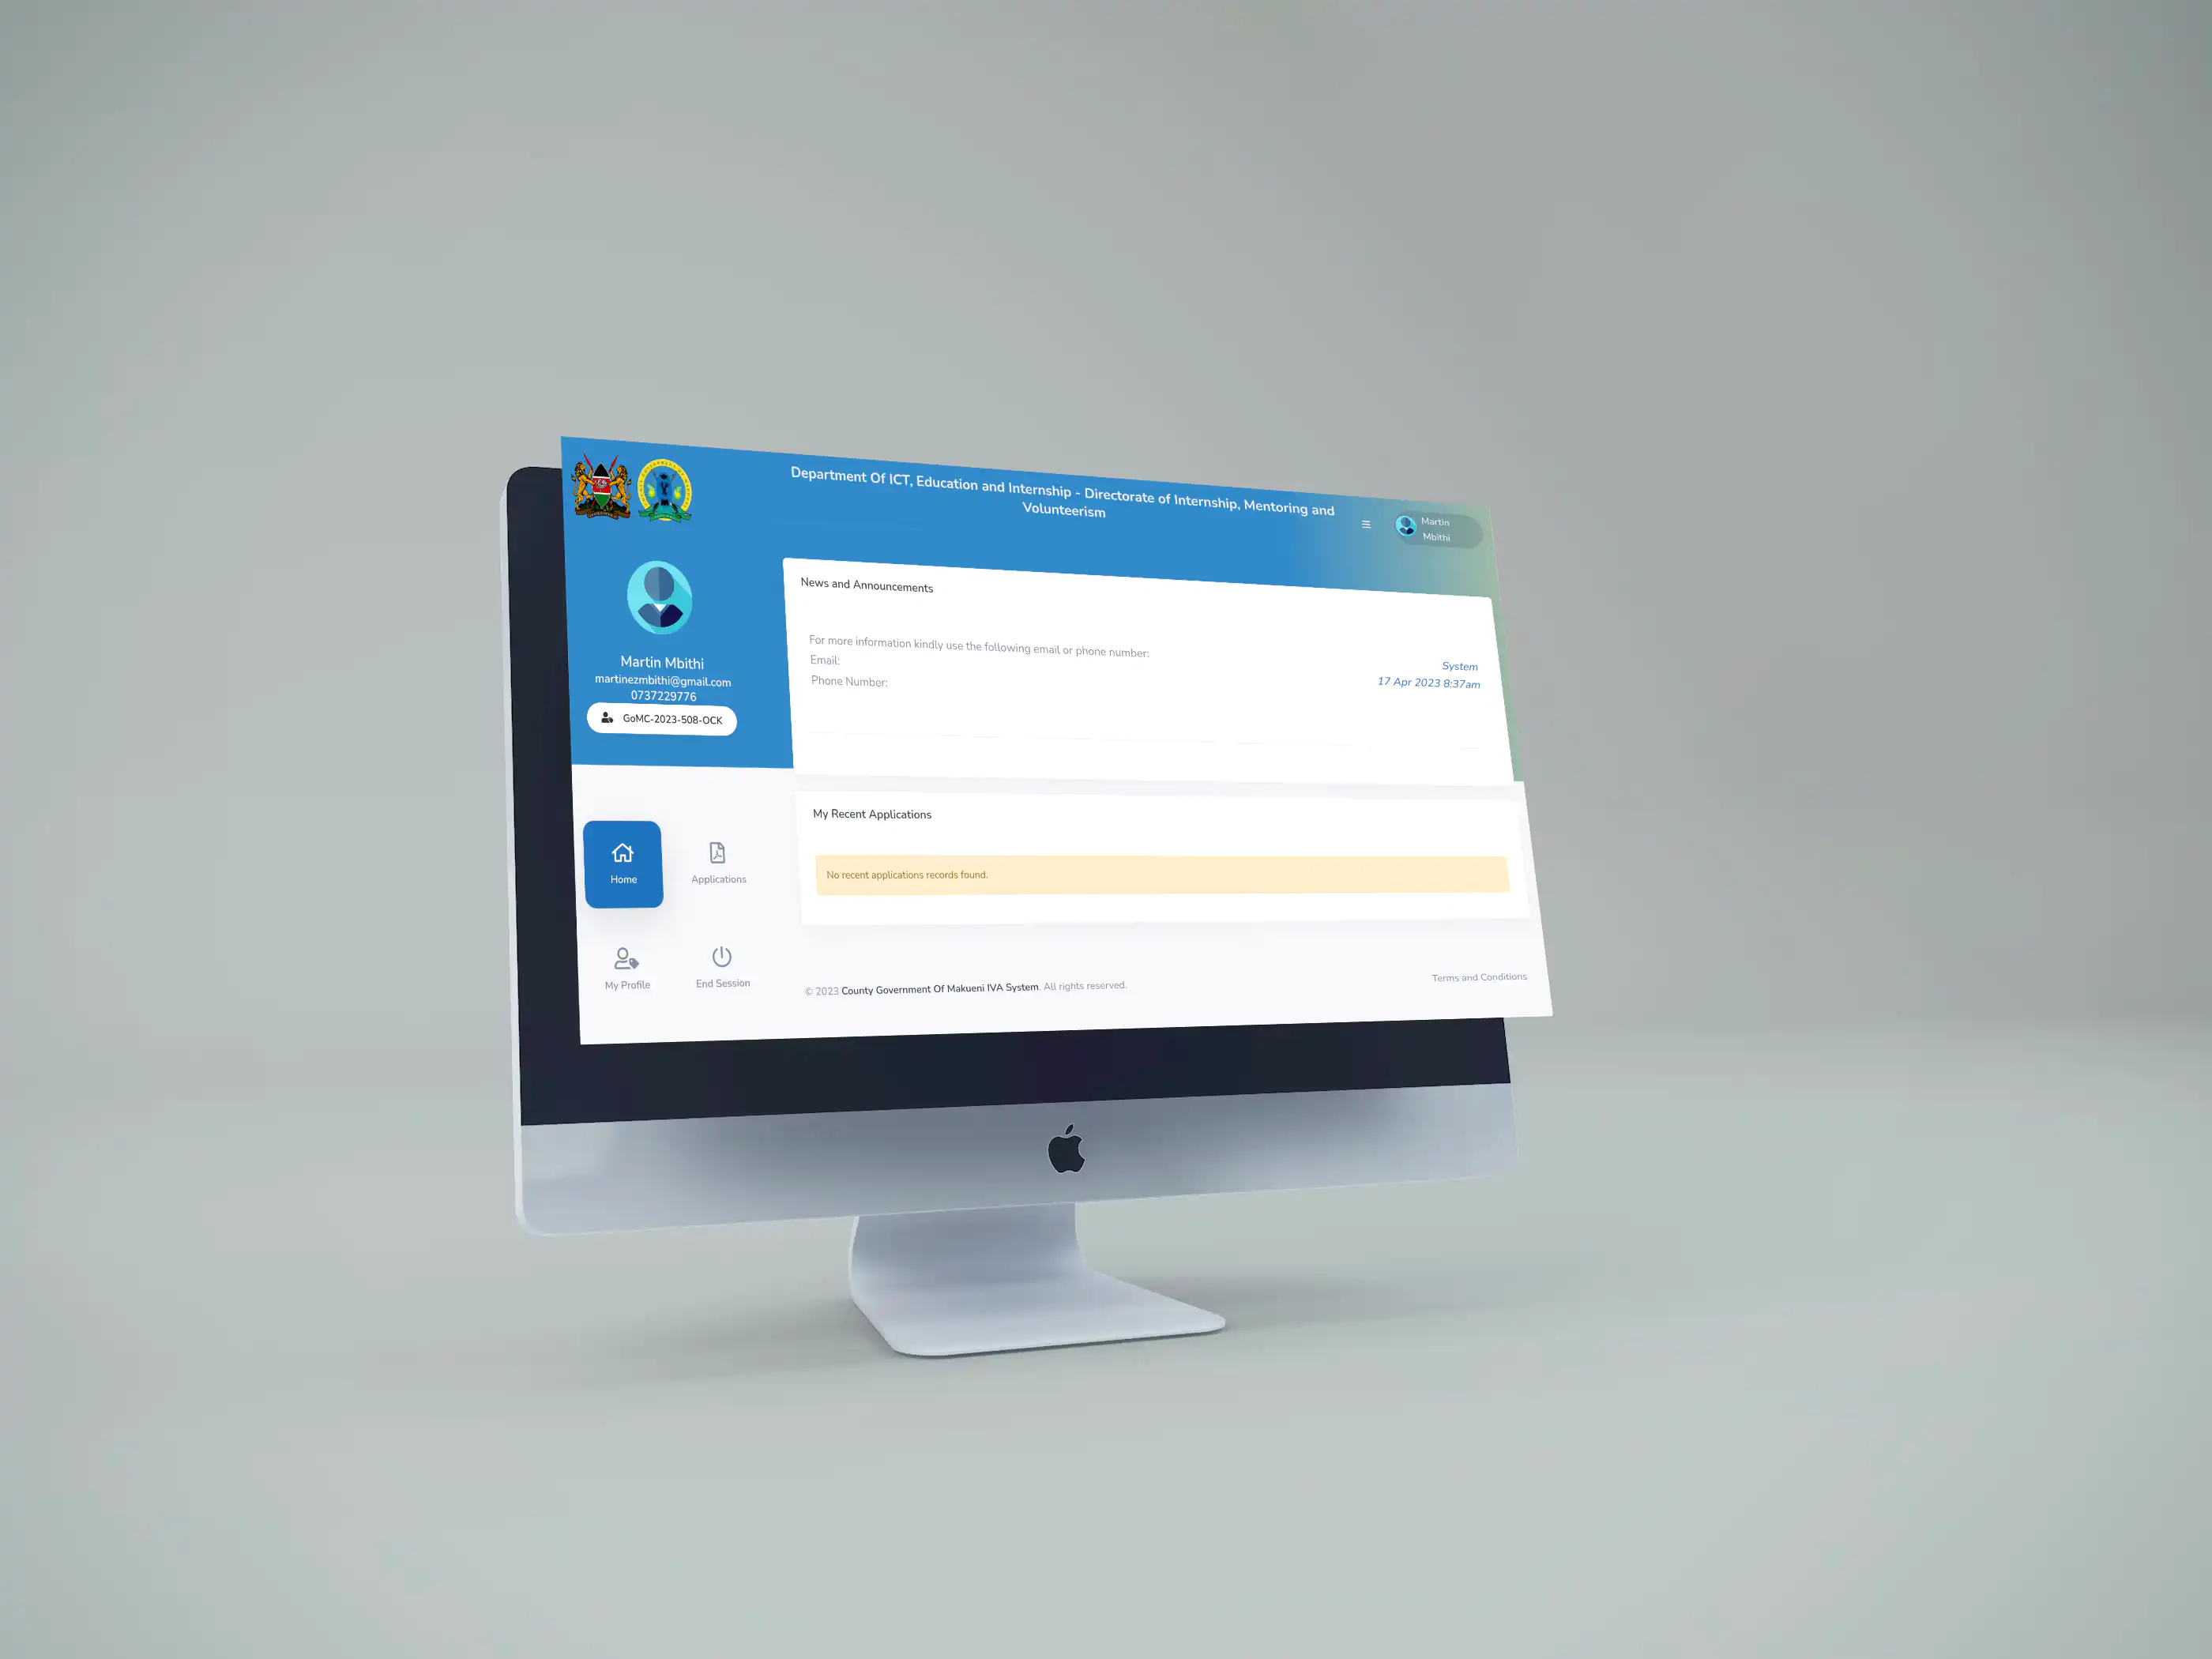 Department Of ICT, Education and Internship - Directorate of Internship, Mentoring and
Volunteerism
Martin
Mbithi
Martin Mbithi
martinezmbithi@gmail.com
0737229776
GoMC-2023-508-OCK
News and Announcements
For more information kindly use the following email or phone number:
Email:
Phone Number:
System
17 Apr 2023 8:37am
Home
Applications
My Profile
End Session
My Recent Applications
No recent applications records found.
© 2023 County Government Of Makueni IVA System. All rights reserved.
Terms and Conditions